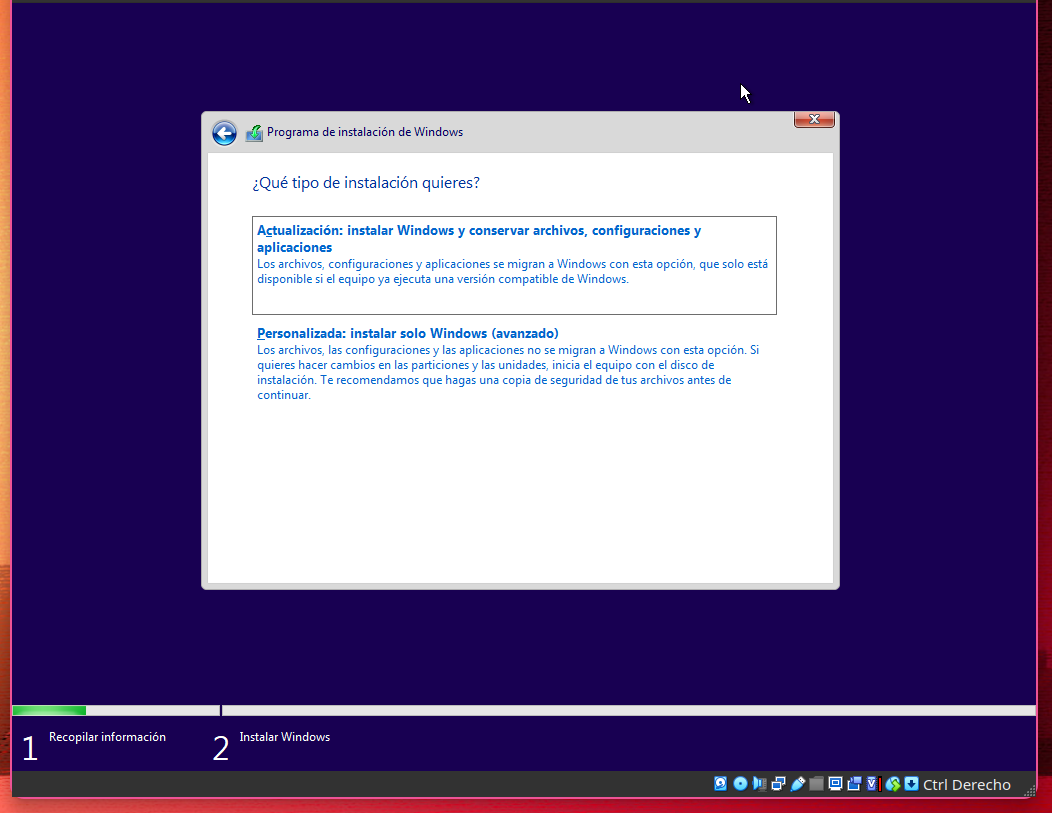 Programa de instalación de Windows
¿Qué tipo de instalación quieres?
Actualización: instalar Windows y conservar archivos, configuraciones y
aplicaciones
Los archivos, configuraciones y aplicaciones se migran a Windows con esta opción, que solo está
disponible si el equipo ya ejecuta una versión compatible de Windows.
Personalizada: instalar solo Windows (avanzado)
Los archivos, las configuraciones y las aplicaciones no se migran a Windows con esta opción. Si
quieres hacer cambios en las particiones y las unidades, inicia el equipo con el disco de
instalación. Te recomendamos que hagas una copia de seguridad de tus archivos antes de
continuar.
1 Recopilar información
2 Instalar Windows
Ctrl Derecho